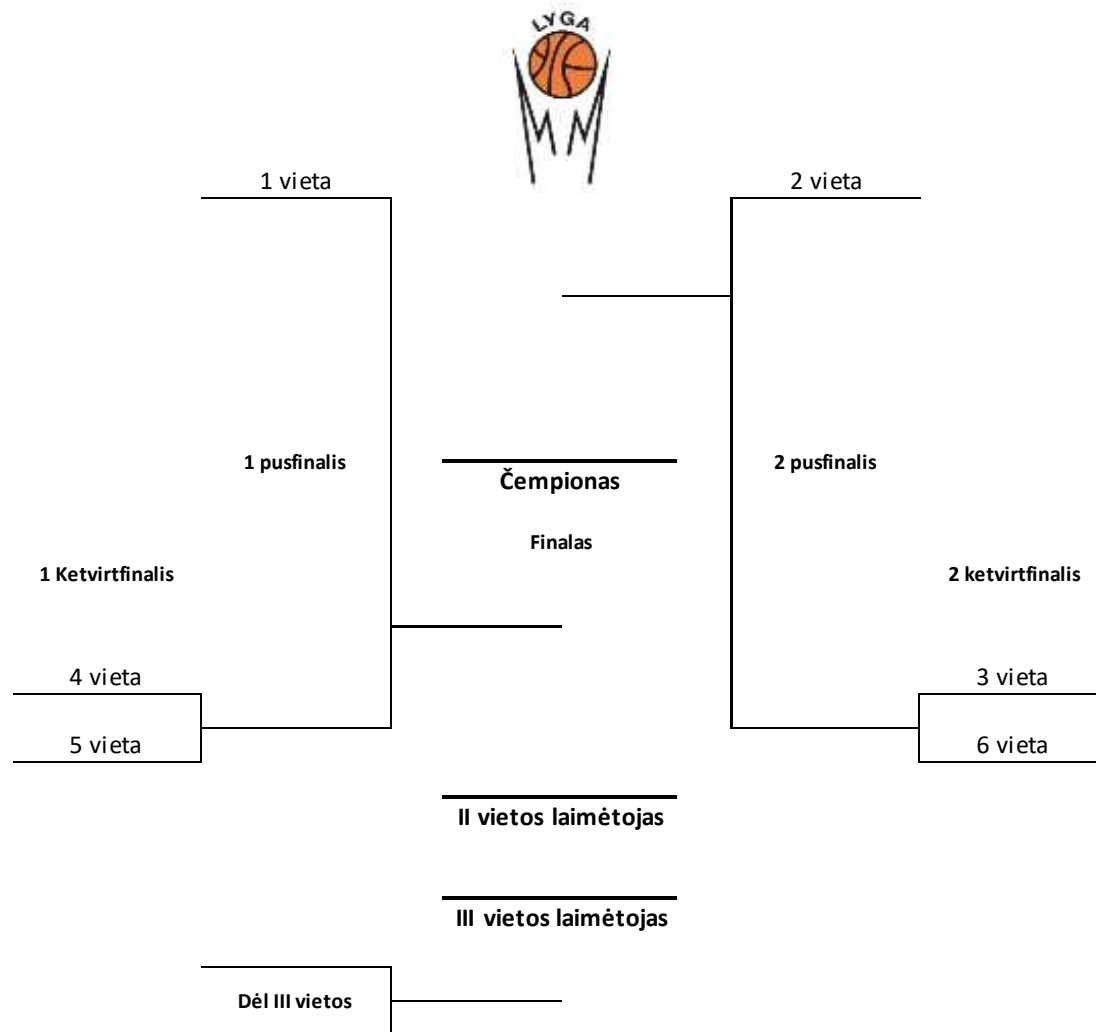 LYGA
1 vieta
2 vieta
1 pusfinalis
2 pusfinalis
Čempionas
Finalas
1 Ketvirtfinalis
2 ketvirtfinalis
4 vieta
3 vieta
5 vieta
6 vieta
II vietos laimėtojas
III vietos laimėtojas
Dėl III vietos